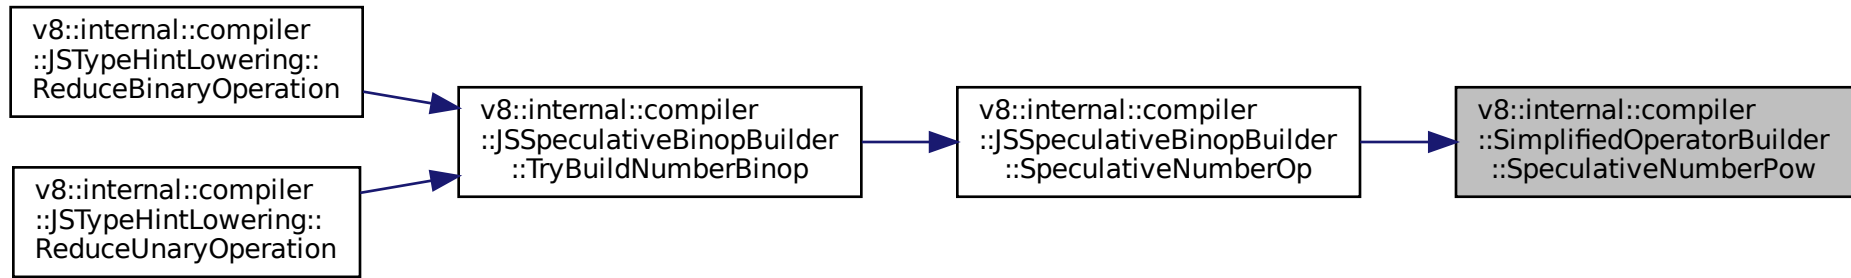 v8::internal::compiler
::JSTypeHintLowering::
ReduceBinaryOperation
v8::internal::compiler
::JSTypeHintLowering::
ReduceUnaryOperation
v8::internal::compiler
::JSSpeculativeBinopBuilder
::TryBuildNumberBinop
v8::internal::compiler
::JSSpeculativeBinopBuilder
::SpeculativeNumberOp
v8::internal::compiler
::SimplifiedOperatorBuilder
::SpeculativeNumberPow